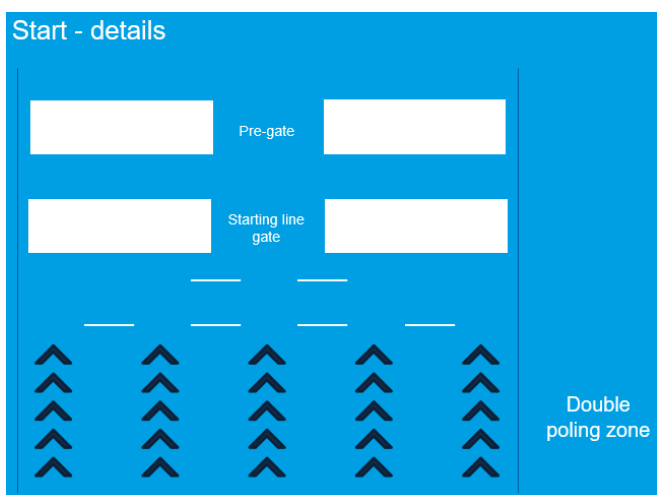 Start - details
Pre-gate
Starting line
gate
Double
poling zone